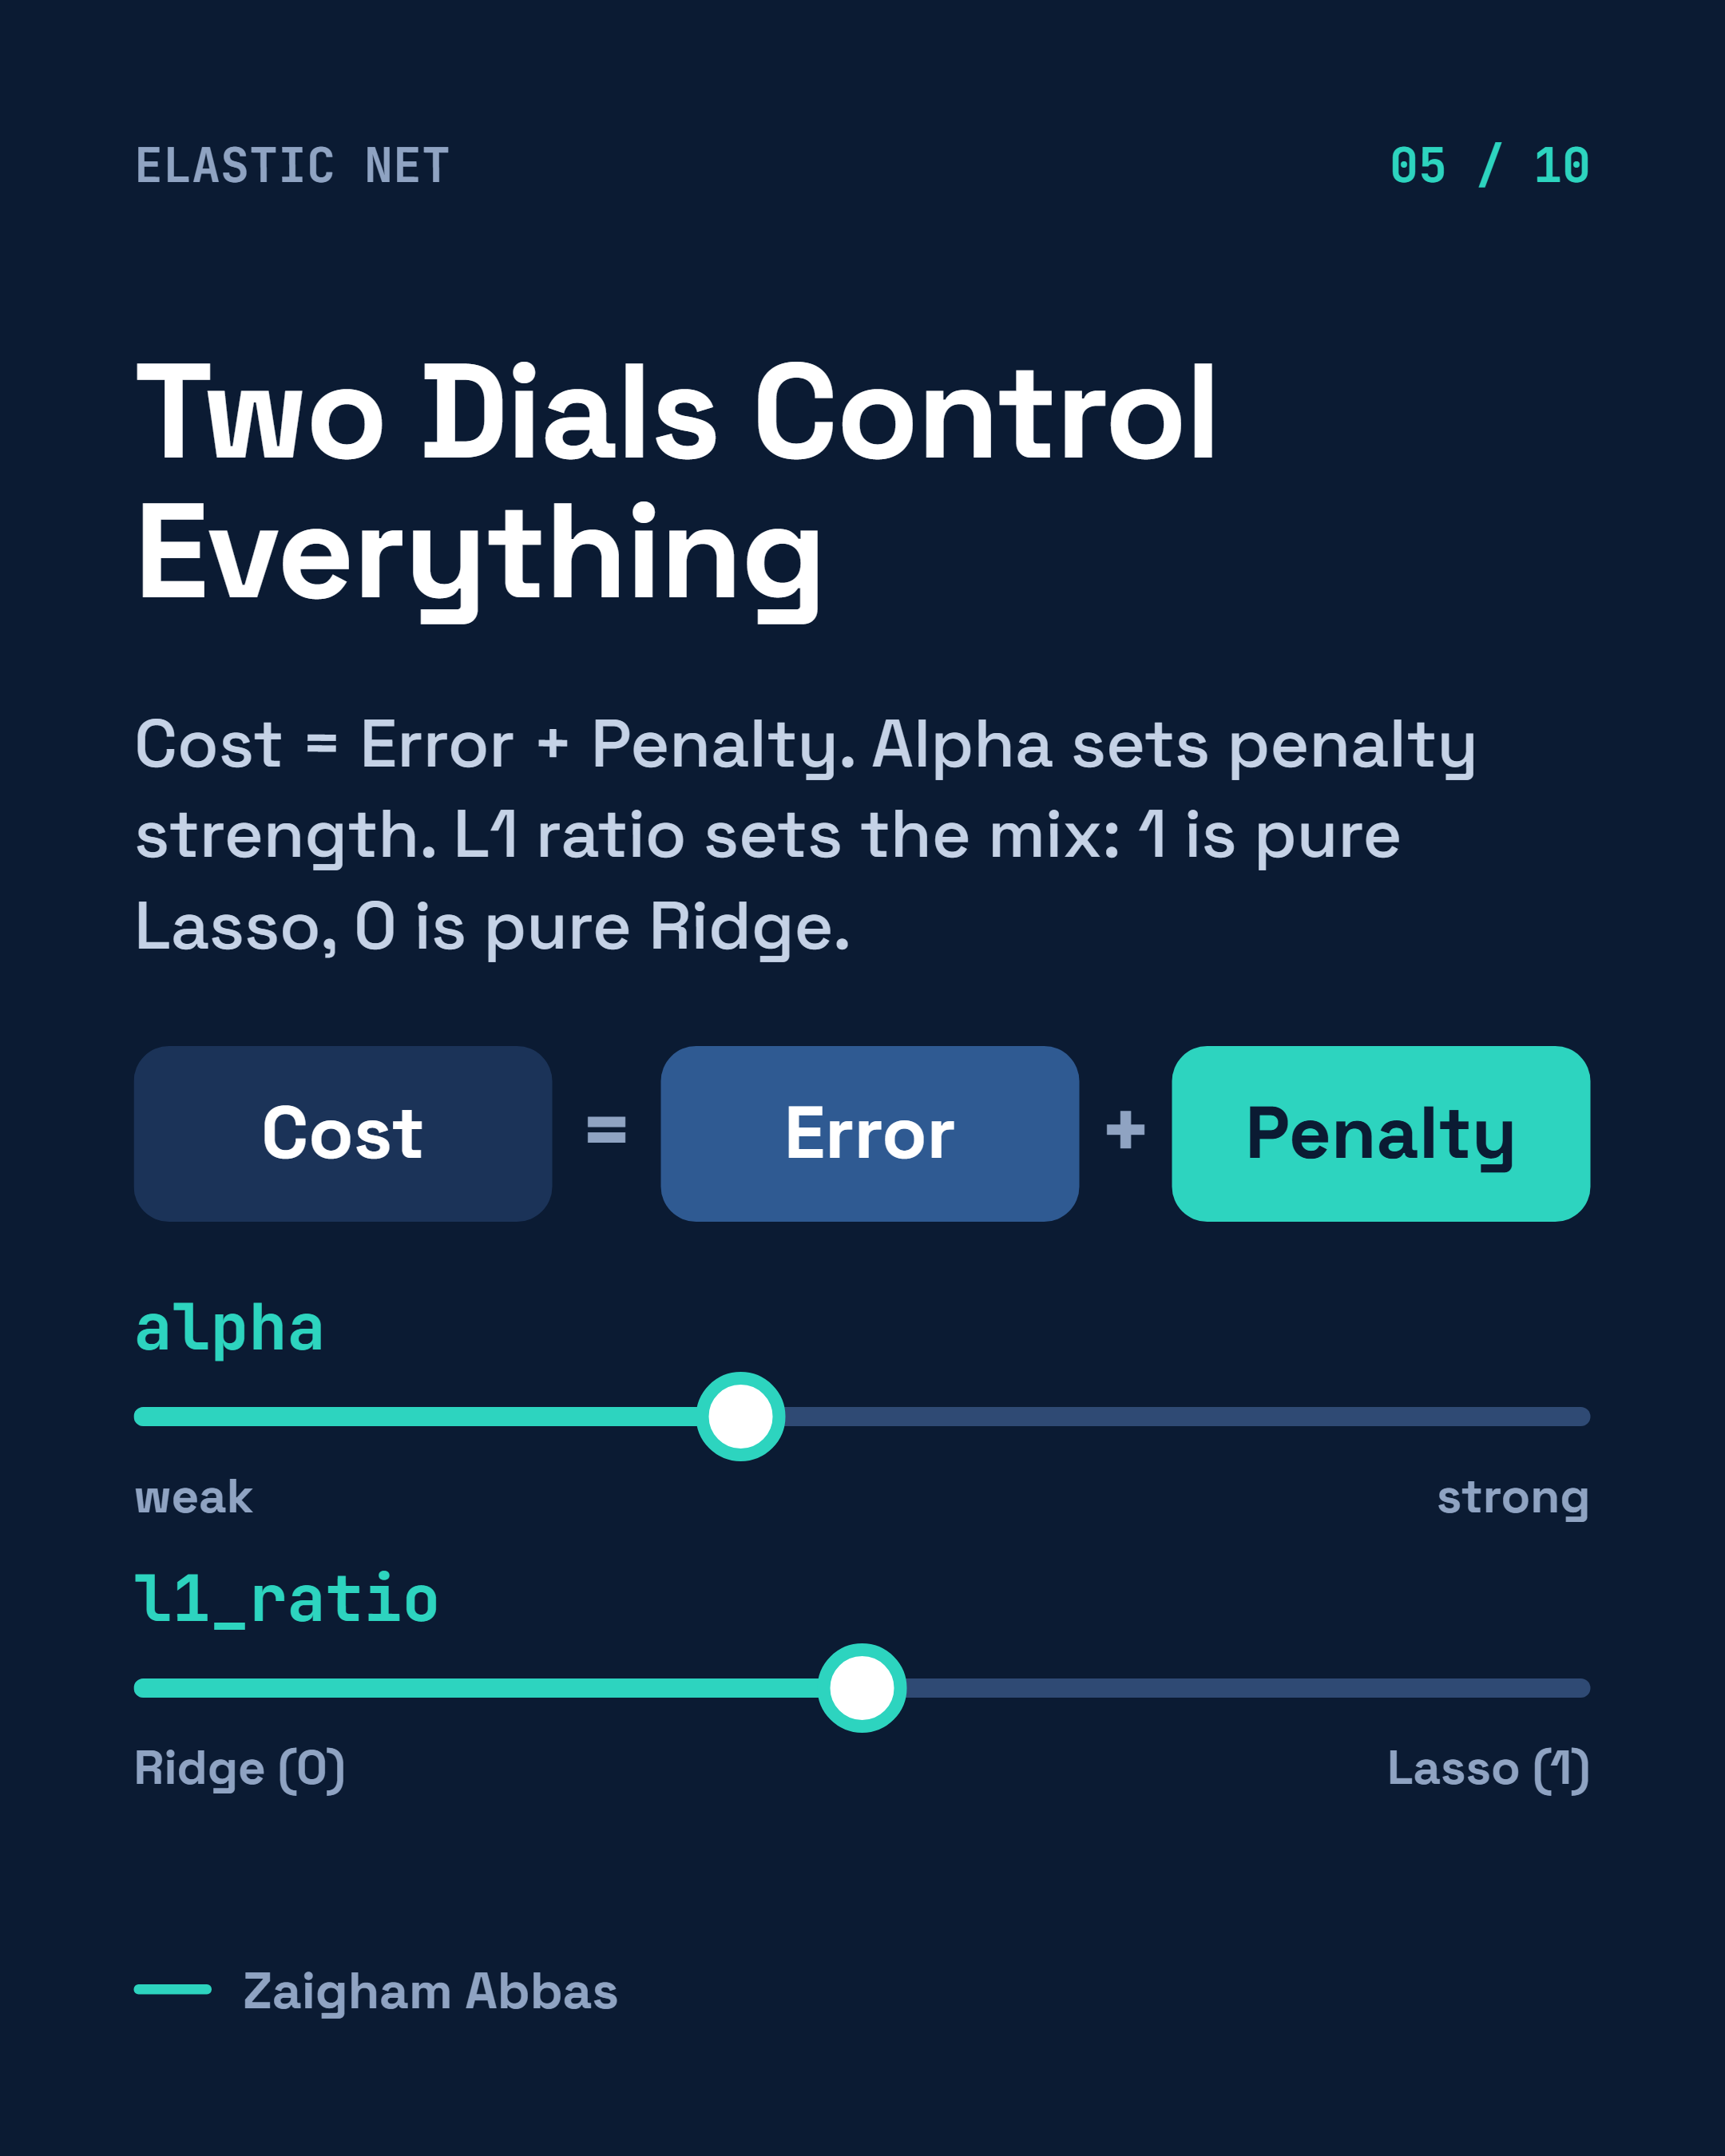 ELASTIC NET
05 / 10
Two Dials Control
Everything
Cost = Error + Penalty. Alpha sets penalty
strength. L1 ratio sets the mix: 1 is pure
Lasso, 0 is pure Ridge.
Cost = Error + Penalty
alpha
weak
strong
l1_ratio
Ridge (0)
Lasso (1)
Zaigham Abbas